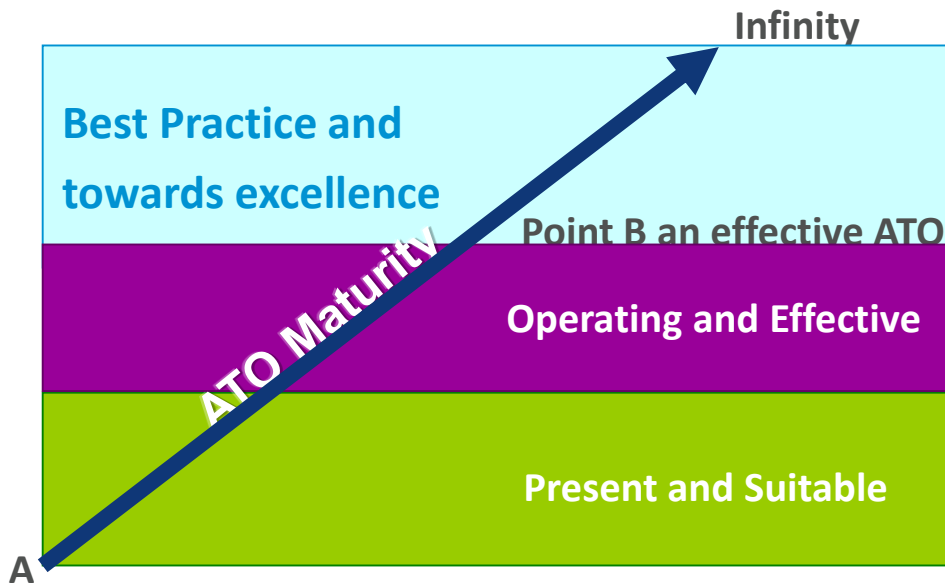 Infinity
Best Practice and
towards excellence
Point B an effective ATO
ATO Maturity
Operating and Effective
Present and Suitable
A